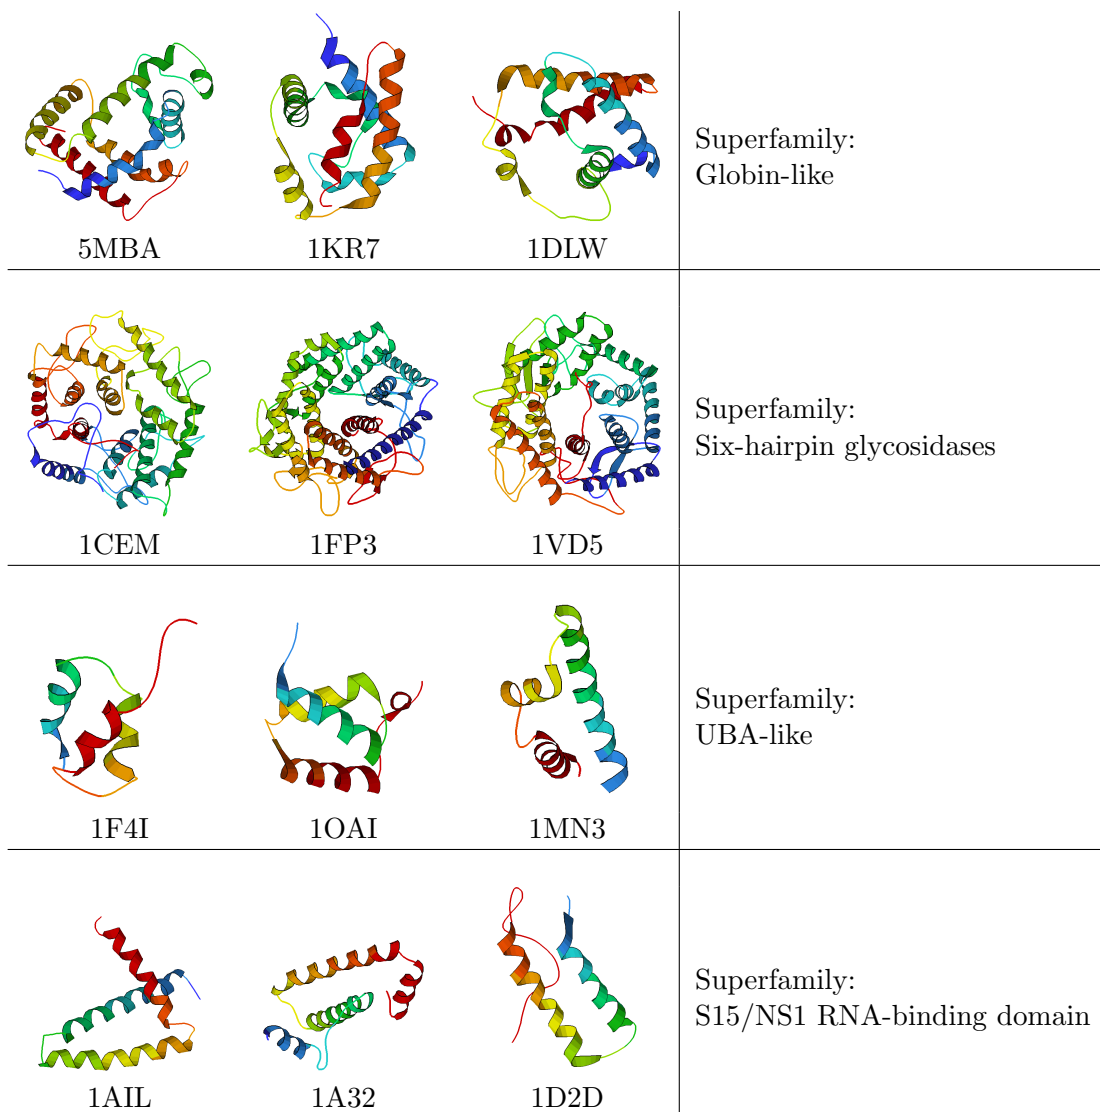 5MBA 1KR7 1DLW
Superfamily:
Globin-like
1CEM 1FP3 1VD5
Superfamily:
Six-hairpin glycosidases
1F4I 1OAI 1MN3
Superfamily:
UBA-like
1AIL 1A32 1D2D
Superfamily:
S15/NS1 RNA-binding domain